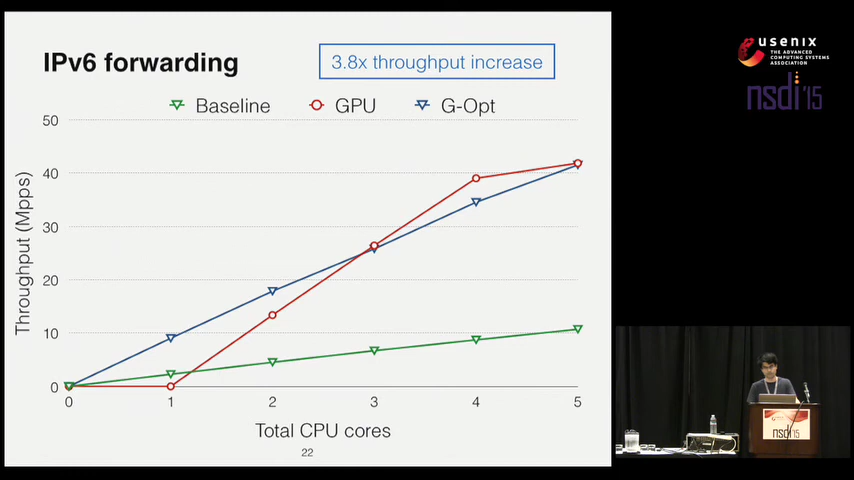 IPv6 forwarding
3.8x throughput increase
Baseline GPU G-Opt
50
40
30
20
10
0
Throughput (Mpps)
0 1 2 3 4 5
Total CPU cores
22
usenix
THE ADVANCED
COMPUTING SYSTEMS
ASSOCIATION
nsdi '15
nsdi'15